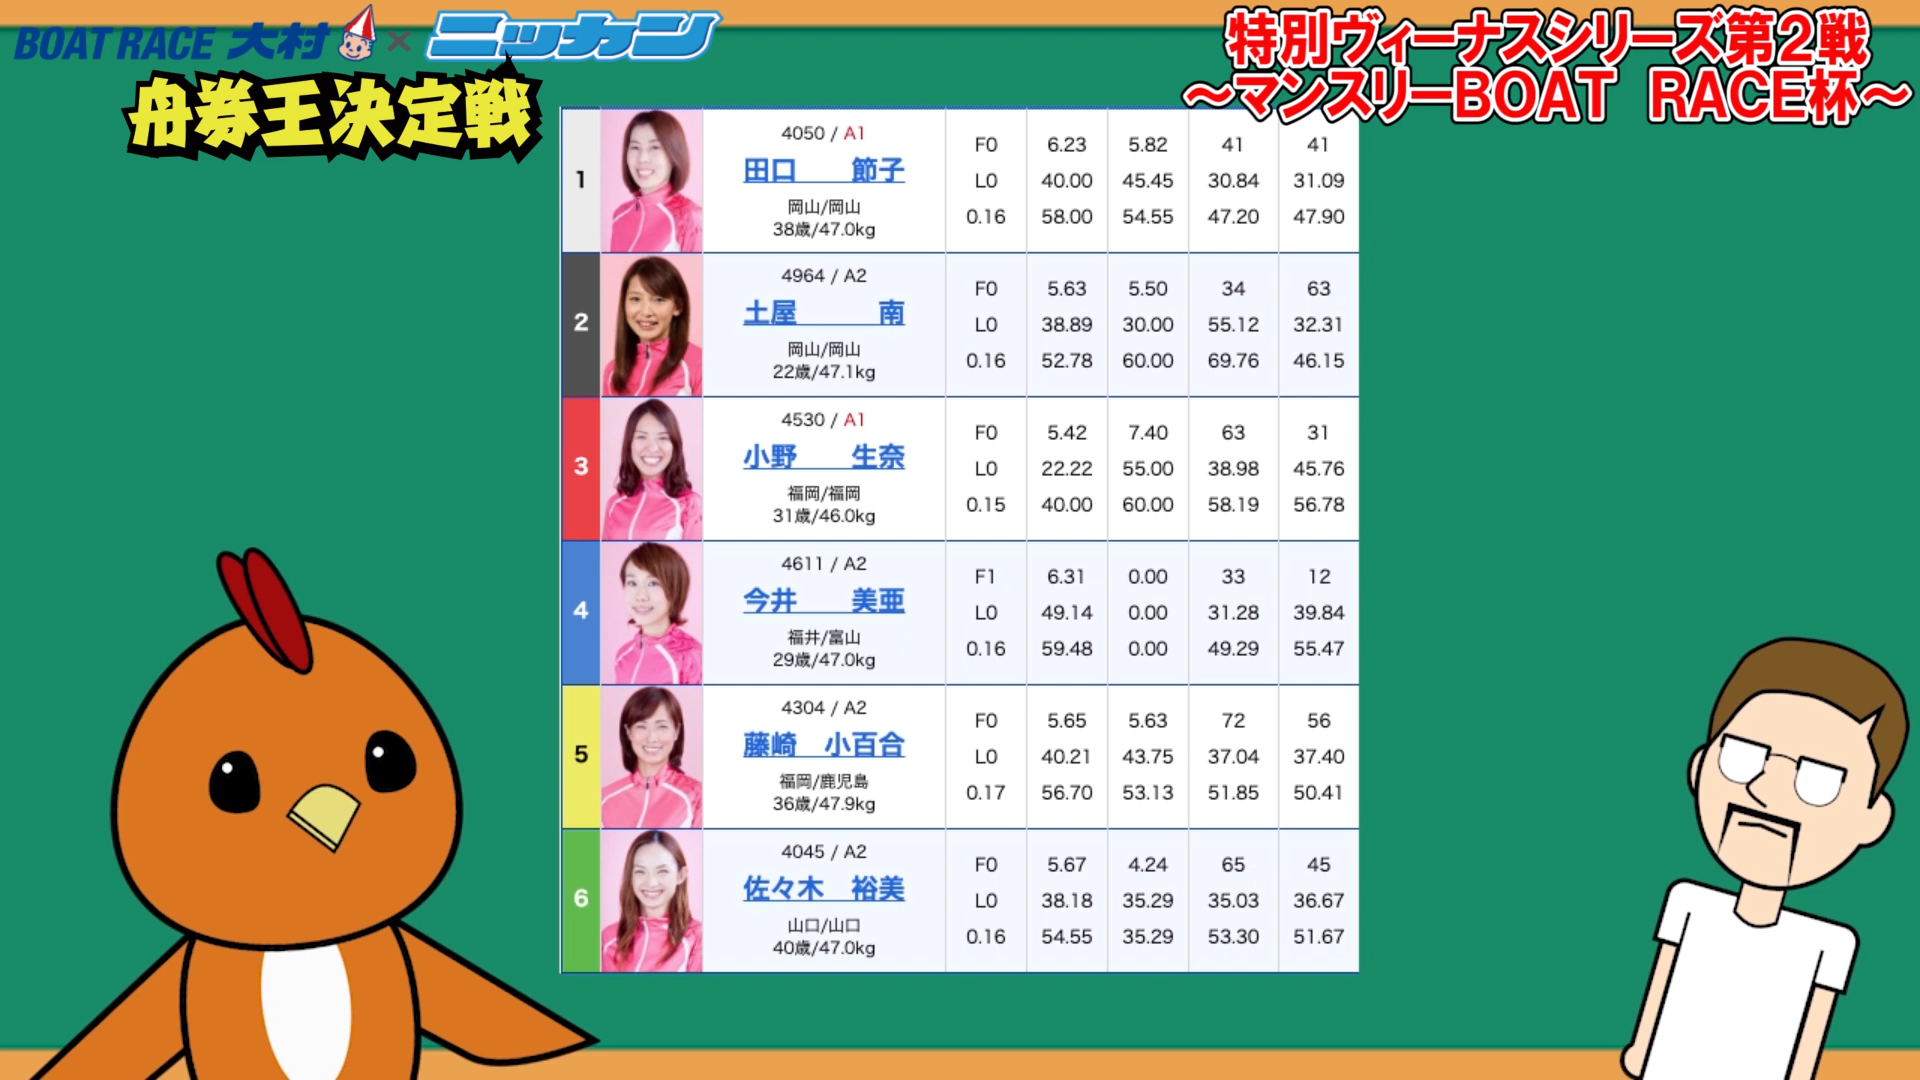 BOAT RACE 大村 × ニッカン
舟券王決定戦
特別ヴィーナスシリーズ第2戦
～マンスリーBOAT RACE杯～
1
4050 / A1
田口 節子
岡山/岡山
38歳/47.0kg
F0 6.23 5.82 41 41
L0 40.00 45.45 30.84 31.09
0.16 58.00 54.55 47.20 47.90
2
4964 / A2
土屋 南
岡山/岡山
22歳/47.1kg
F0 5.63 5.50 34 63
L0 38.89 30.00 55.12 32.31
0.16 52.78 60.00 69.76 46.15
3
4530 / A1
小野 生奈
福岡/福岡
31歳/46.0kg
F0 5.42 7.40 63 31
L0 22.22 55.00 38.98 45.76
0.15 40.00 60.00 58.19 56.78
4
4611 / A2
今井 美亜
福井/富山
29歳/47.0kg
F1 6.31 0.00 33 12
L0 49.14 0.00 31.28 39.84
0.16 59.48 0.00 49.29 55.47
5
4304 / A2
藤崎 小百合
福岡/鹿児島
36歳/47.9kg
F0 5.65 5.63 72 56
L0 40.21 43.75 37.04 37.40
0.17 56.70 53.13 51.85 50.41
6
4045 / A2
佐々木 裕美
山口/山口
40歳/47.0kg
F0 5.67 4.24 65 45
L0 38.18 35.29 35.03 36.67
0.16 54.55 35.29 53.30 51.67